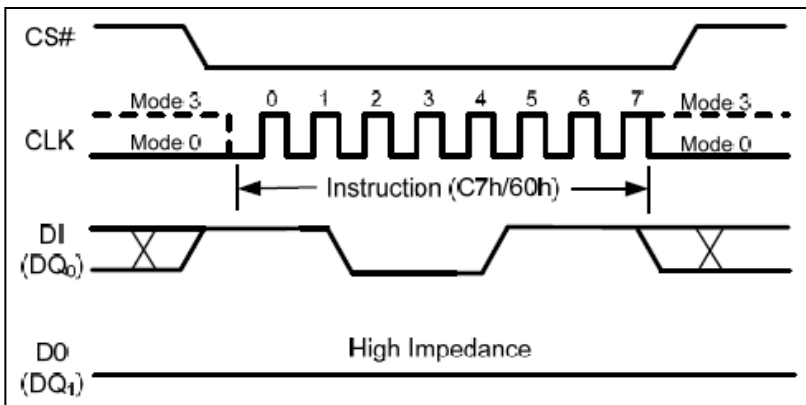 CS#
Mode 3 0 1 2 3 4 5 6 7 Mode 3
CLK
Mode 0 Mode 0
Instruction (C7h/60h)
DI
(DQ0)
High Impedance
D0
(DQ1)